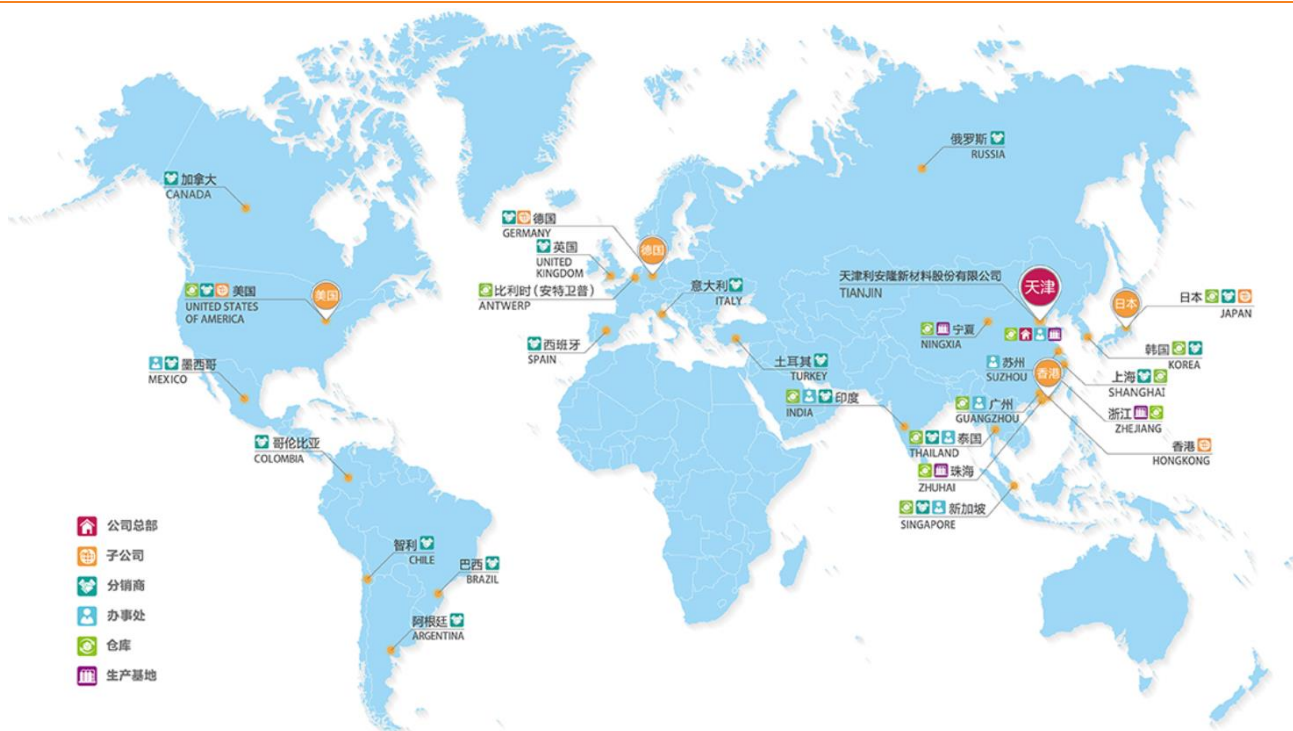 俄罗斯
RUSSIA
加拿大
CANADA
德国
GERMANY
德国
英国
UNITED
KINGDOM
比利时(安特卫普)
ANTWERP
意大利
ITALY
天津利安隆新材料股份有限公司
TIANJIN
天津
美国
UNITED STATES
OF AMERICA
美国
日本
日本
JAPAN
宁夏
NINGXIA
西班牙
SPAIN
土耳其
TURKEY
韩国
KOREA
墨西哥
MEXICO
苏州
SUZHOU
香港
上海
SHANGHAI
印度
INDIA
广州
GUANGZHOU
浙江
ZHEJIANG
哥伦比亚
COLOMBIA
泰国
THAILAND
香港
HONGKONG
珠海
ZHUHAI
新加坡
SINGAPORE
智利
CHILE
巴西
BRAZIL
阿根廷
ARGENTINA
公司总部
子公司
分销商
办事处
仓库
生产基地